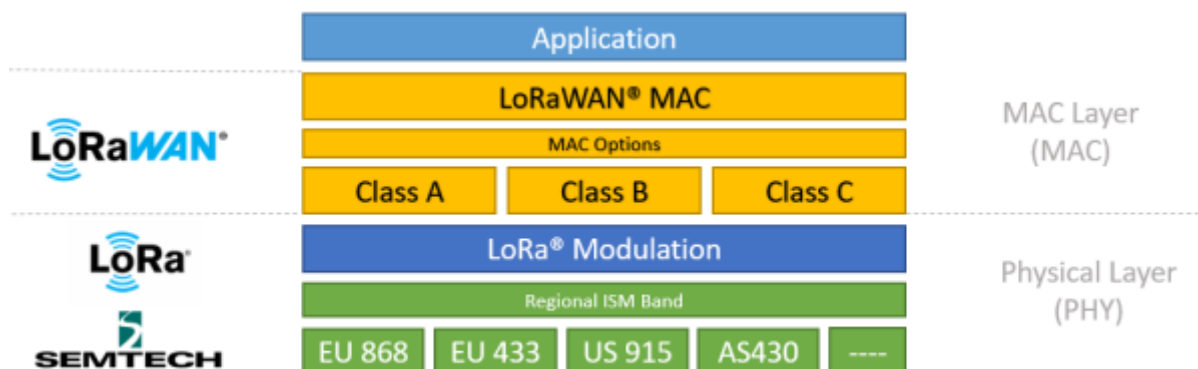 Application
LoRaWAN® MAC
MAC Layer
(MAC)
LoRaWAN®
MAC Options
Class A Class B Class C
LoRa®
LoRa® Modulation
Physical Layer
(PHY)
Regional ISM Band
SEMTECH
EU 868 EU 433 US 915 AS430 ----